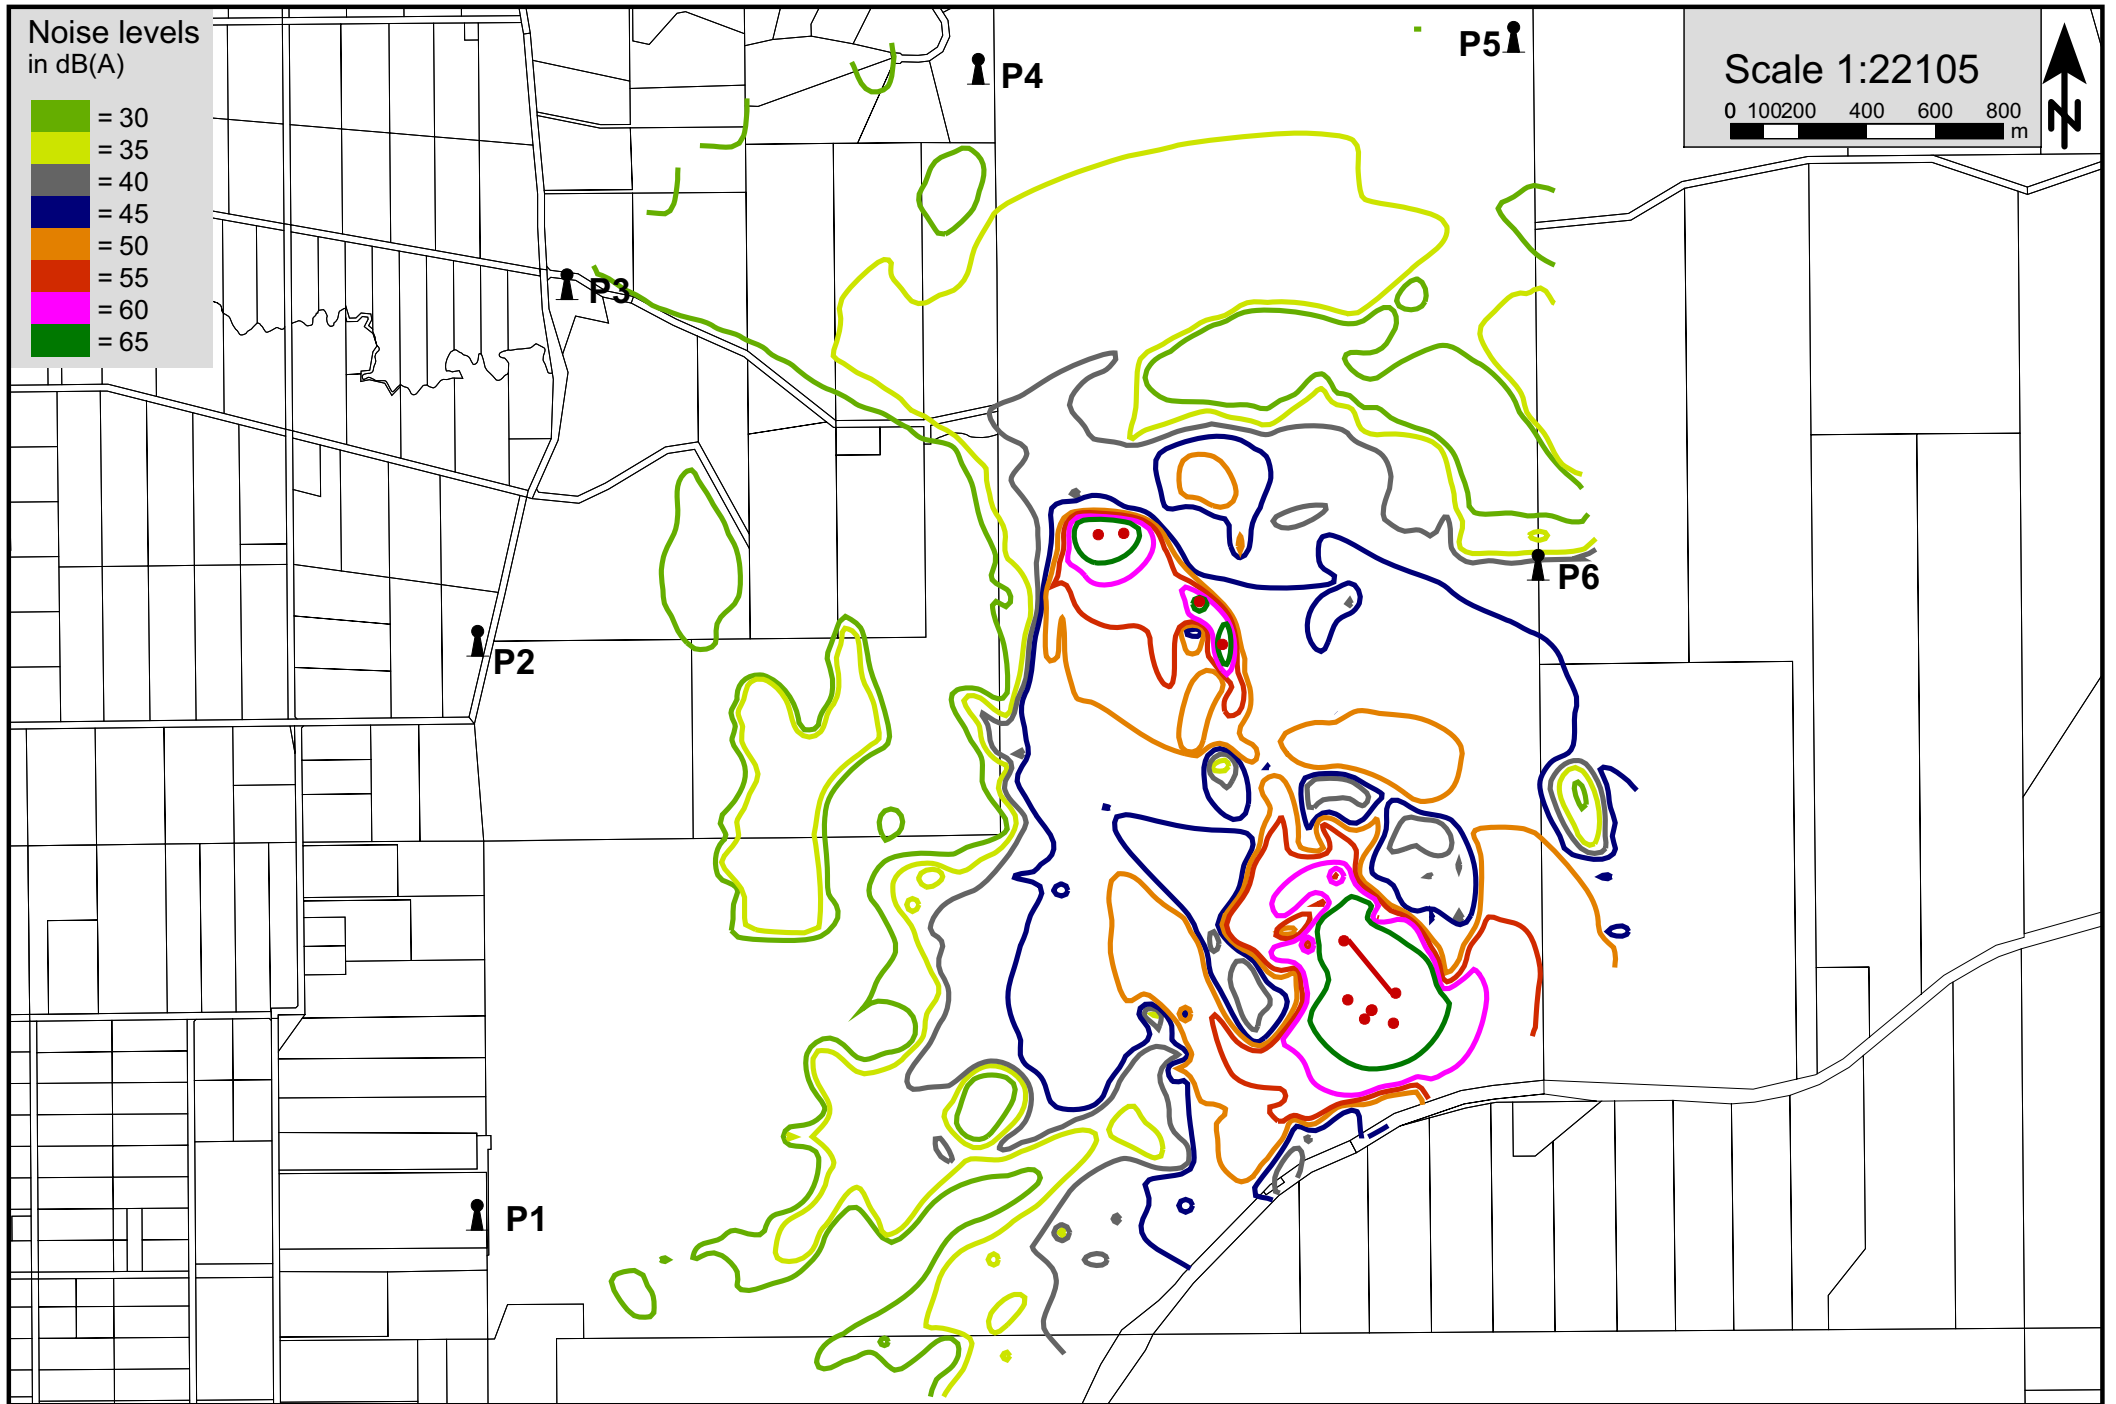 Noise levels
in dB(A)
= 30
= 35
= 40
= 45
= 50
= 55
= 60
= 65
P4
P5
Scale 1:22105
0 100200 400 600 800
m
N
P3
P6
P2
P1